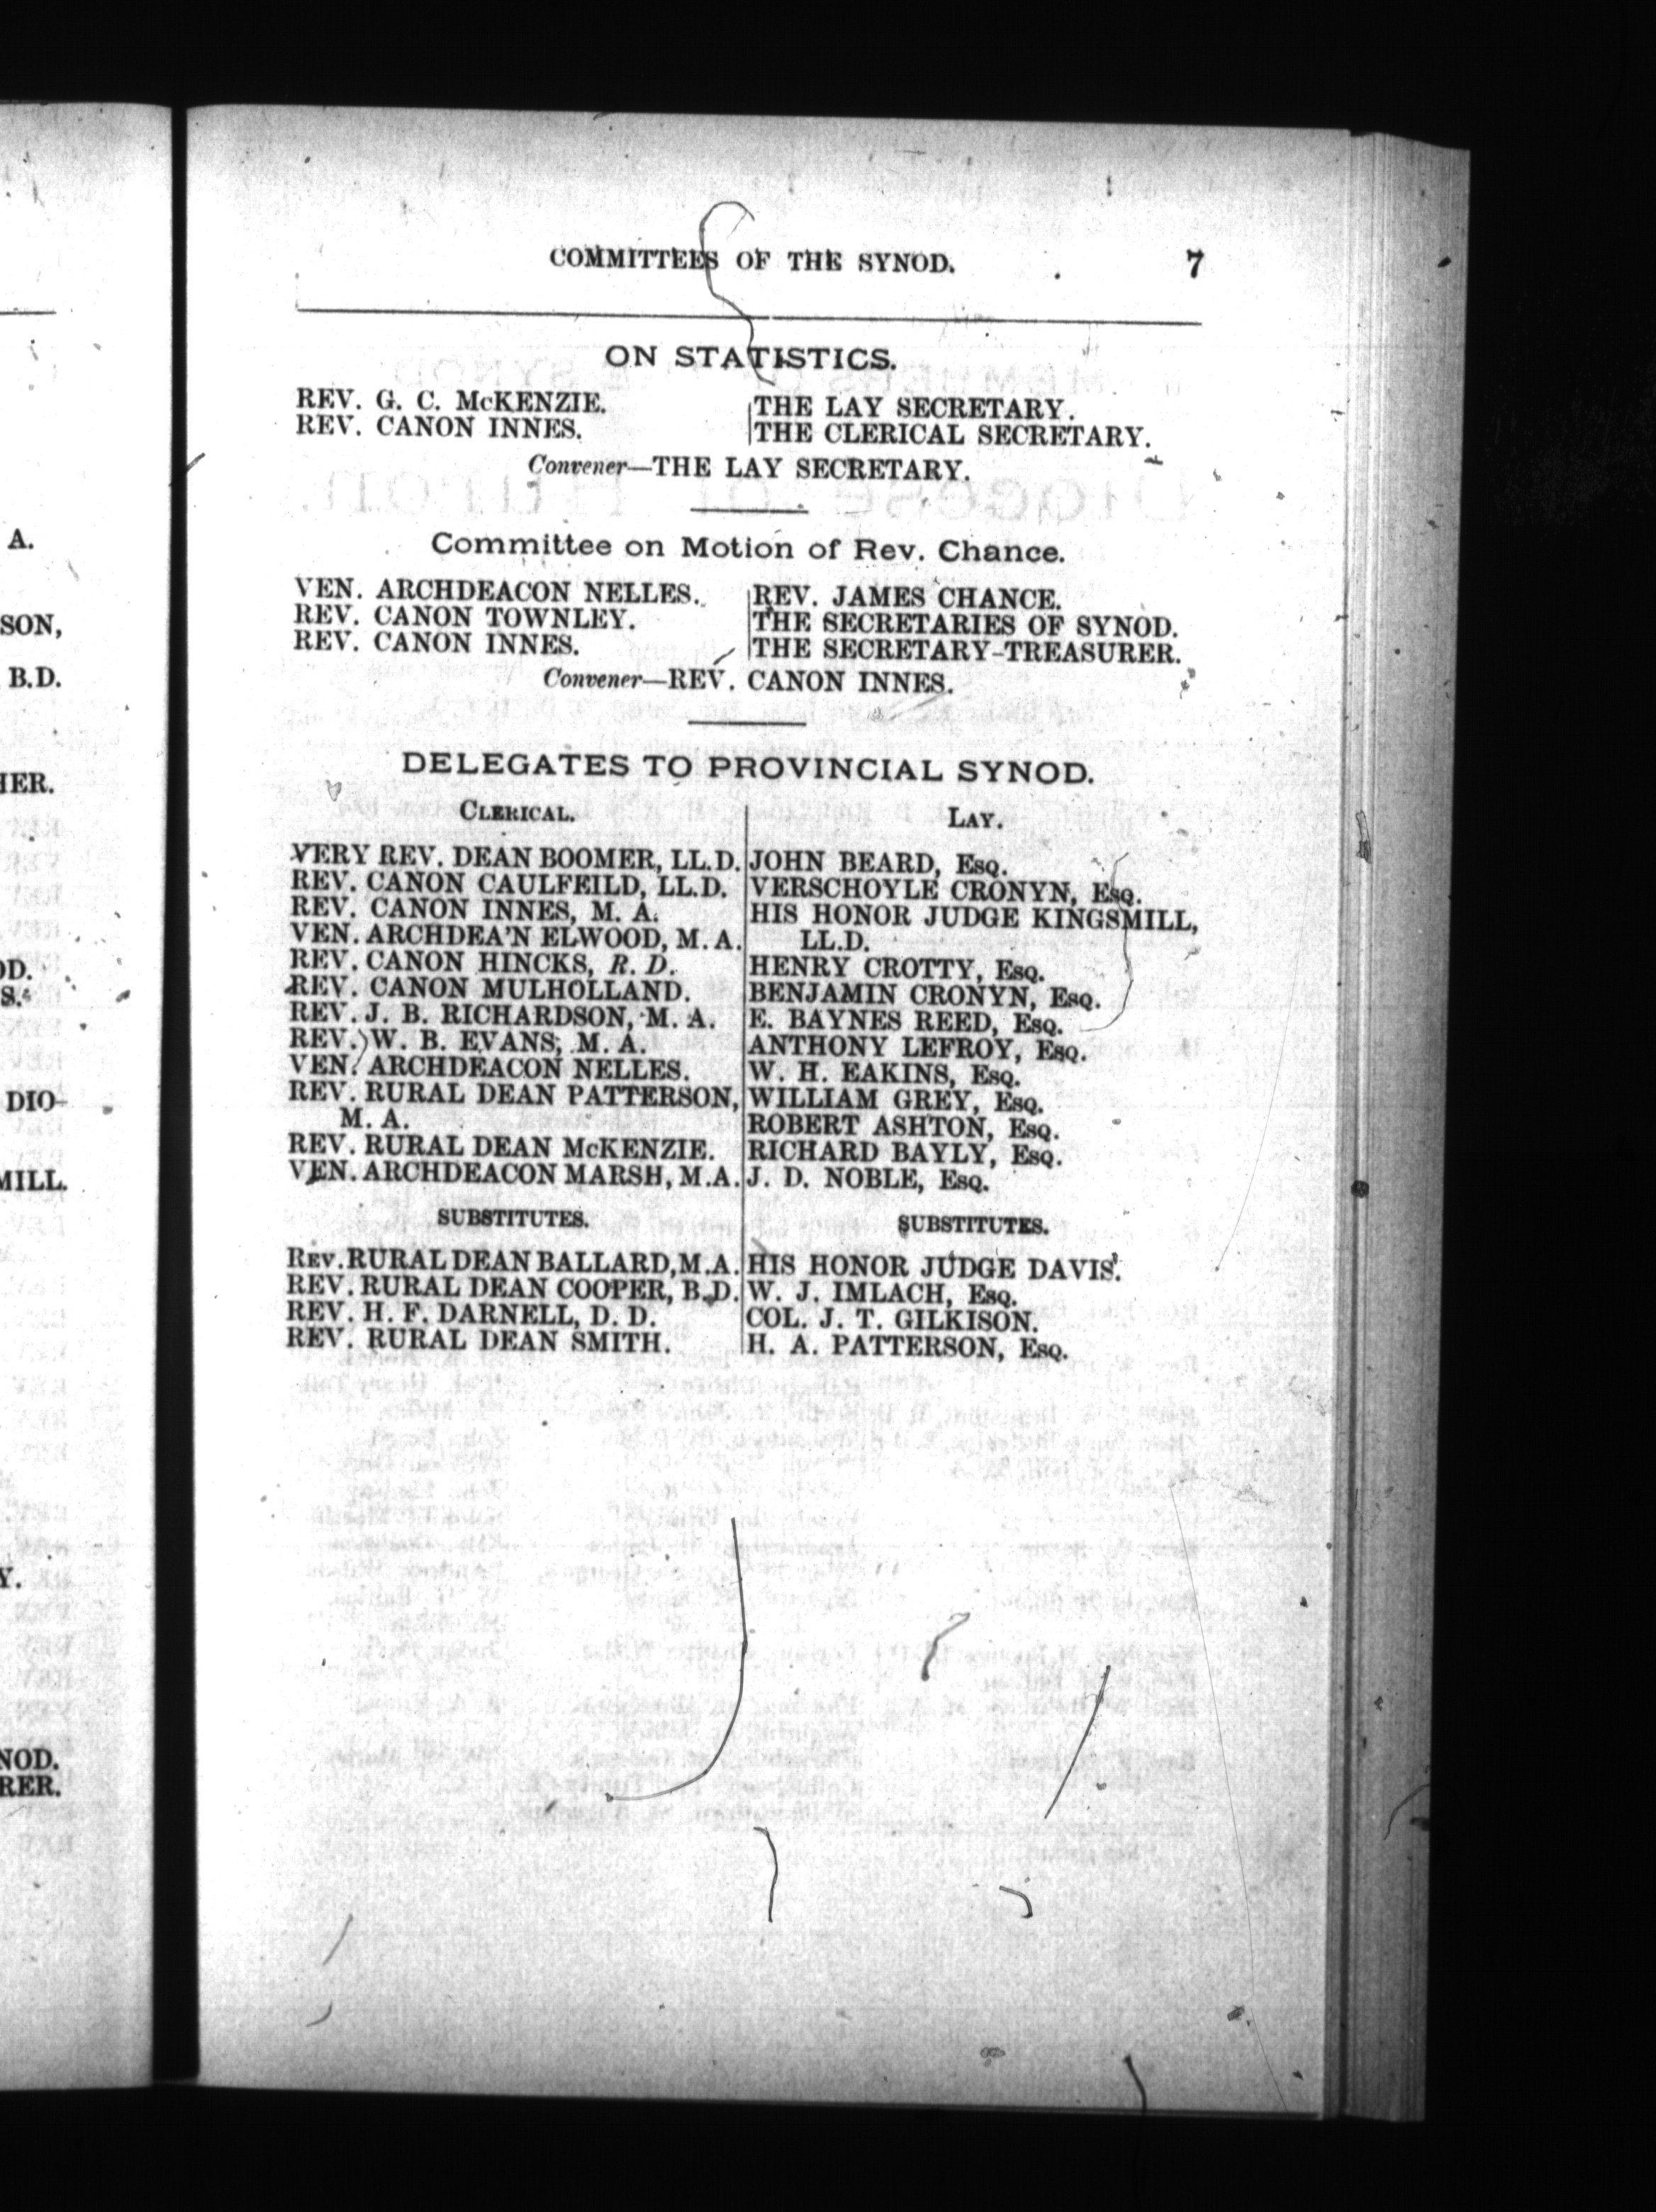 COMMITTEES OF THE SYNOD. 7
ON STATISTICS.
REV. G. C. McKENZIE.
REV. CANON INNES.
THE LAY SECRETARY.
THE CLERICAL SECRETARY.
Convener—THE LAY SECRETARY.
Committee on Motion of Rev. Chance.
VEN. ARCHDEACON NELLES.
REV. CANON TOWNLEY.
REV. CANON INNES.
REV. JAMES CHANCE.
THE SECRETARIES OF SYNOD.
THE SECRETARY-TREASURER.
Convener—REV. CANON INNES.
DELEGATES TO PROVINCIAL SYNOD.
CLERICAL.
VERY REV. DEAN BOOMER, LL.D.
REV. CANON CAULFEILD, LL.D.
REV. CANON INNES, M. A.
VEN. ARCHDEA'N ELWOOD, M. A.
REV. CANON HINCKS, R. D.
REV. CANON MULHOLLAND.
REV. J. B. RICHARDSON, M. A.
REV. W. B. EVANS, M. A.
VEN. ARCHDEACON NELLES.
REV. RURAL DEAN PATTERSON,
M. A.
REV. RURAL DEAN McKENZIE.
VEN. ARCHDEACON MARSH, M.A.
SUBSTITUTES.
REV. RURAL DEAN BALLARD, M.A.
REV. RURAL DEAN COOPER, B.D.
REV. H. F. DARNELL, D. D.
REV. RURAL DEAN SMITH.
LAY.
JOHN BEARD, ESQ.
VERSCHOYLE CRONYN, ESQ.
HIS HONOR JUDGE KINGSMILL,
LL.D.
HENRY CROTTY, ESQ.
BENJAMIN CRONYN, ESQ.
E. BAYNES REED, ESQ.
ANTHONY LEFROY, ESQ.
W. H. EAKINS, ESQ.
WILLIAM GREY, ESQ.
ROBERT ASHTON, ESQ.
RICHARD BAYLY, ESQ.
J. D. NOBLE, ESQ.
SUBSTITUTES.
HIS HONOR JUDGE DAVIS.
W. J. IMLACH, ESQ.
COL. J. T. GILKISON.
H. A. PATTERSON, ESQ.